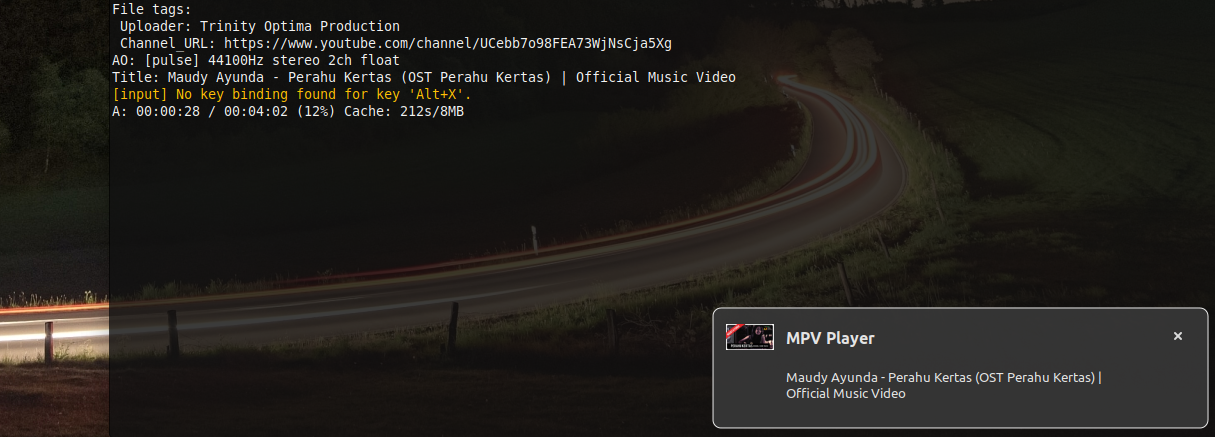 File tags:
Uploader: Trinity Optima Production
Channel_URL: https://www.youtube.com/channel/UCebb7o98FEA73WjNsCja5Xg
AO: [pulse] 44100Hz stereo 2ch float
Title: Maudy Ayunda - Perahu Kertas (OST Perahu Kertas) | Official Music Video
[input] No key binding found for key 'Alt+X'.
A: 00:00:28 / 00:04:02 (12%) Cache: 212s/8MB
MPV Player
Maudy Ayunda - Perahu Kertas (OST Perahu Kertas) |
Official Music Video